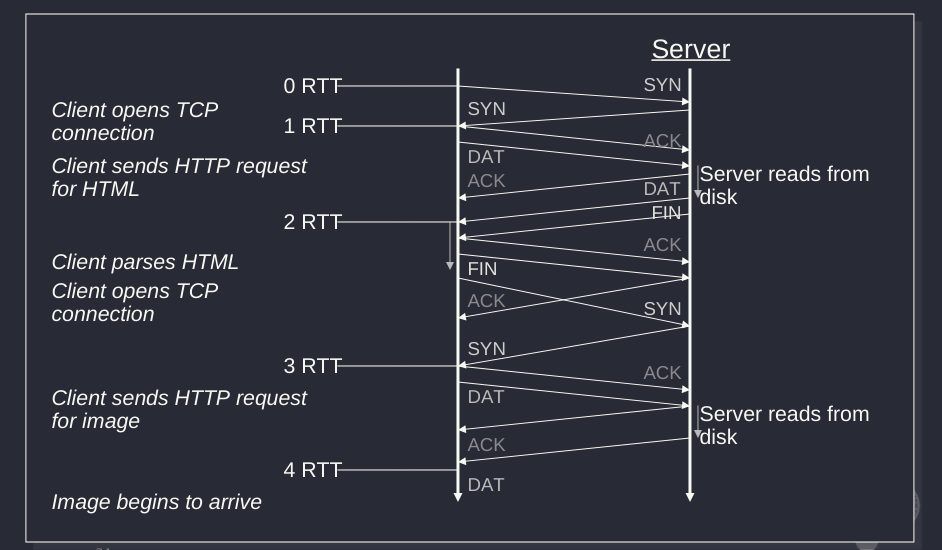 Server
0 RTT
SYN
Client opens TCP
connection
SYN
1 RTT
ACK
Client sends HTTP request
for HTML
DAT
ACK
Server reads from
disk
DAT
FIN
2 RTT
ACK
Client parses HTML
FIN
Client opens TCP
connection
ACK
SYN
SYN
3 RTT
ACK
Client sends HTTP request
for image
DAT
Server reads from
disk
ACK
4 RTT
DAT
Image begins to arrive